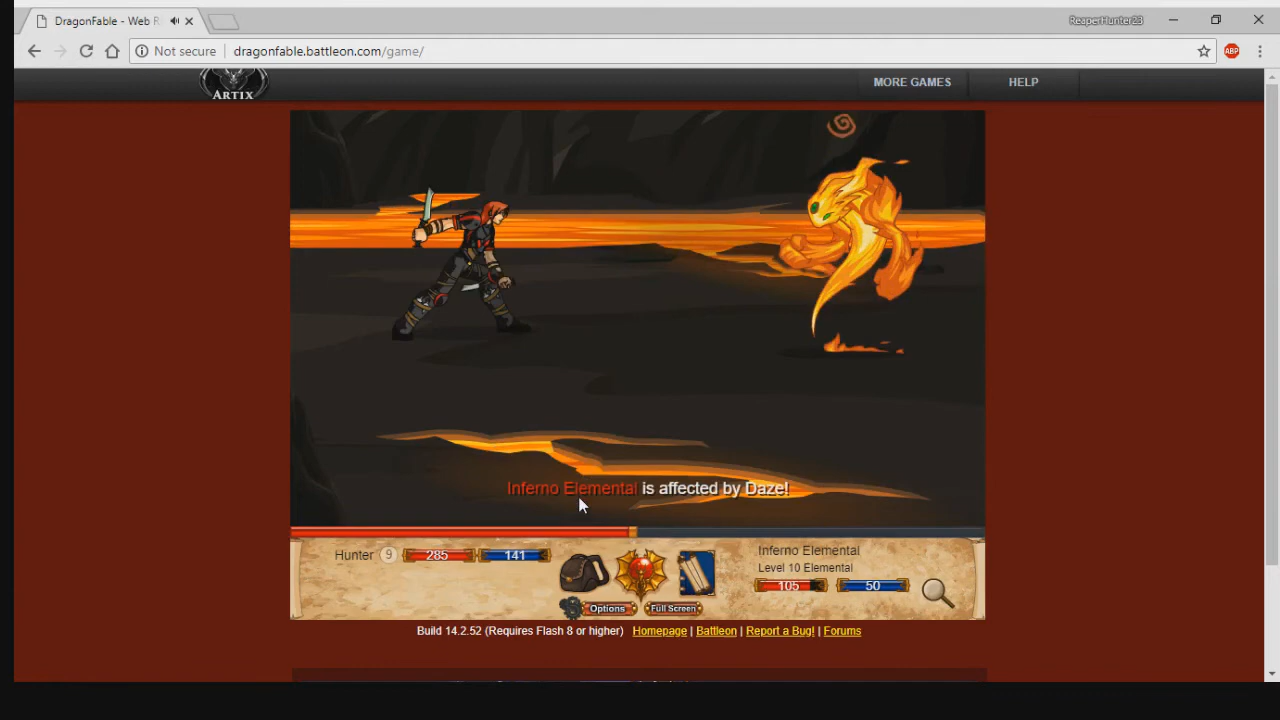 DragonFable - Web R
ReaperHunter23
Not secure
dragonfable.battleon.com/game/
ABP
ARTIX
MORE GAMES
HELP
Inferno Elemental is affected by Daze!
Hunter 9 285 141
Inferno Elemental
Level 10 Elemental
105 50
Options
Full Screen
Build 14.2.52 (Requires Flash 8 or higher) Homepage | Battleon | Report a Bug! | Forums